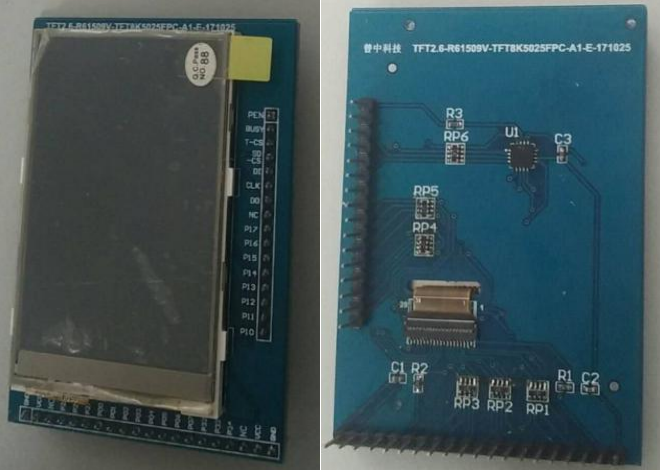 TFT2.6-R61509V-TFT8K5025FPC-A1-E-171025
Q.C.Pass
NO.88
PEN
BUSY
T-CS
-CS
DI
CLK
DO
NC
P17
P16
P15
P14
P13
P12
P11
P10
NC
VCC
GND
普中科技 TFT2.6-R61509V-TFT8K5025FPC-A1-E-171025
R3
RP6
U1
C3
RP5
RP4
C1
R2
RP3
RP2
RP1
R1
C2